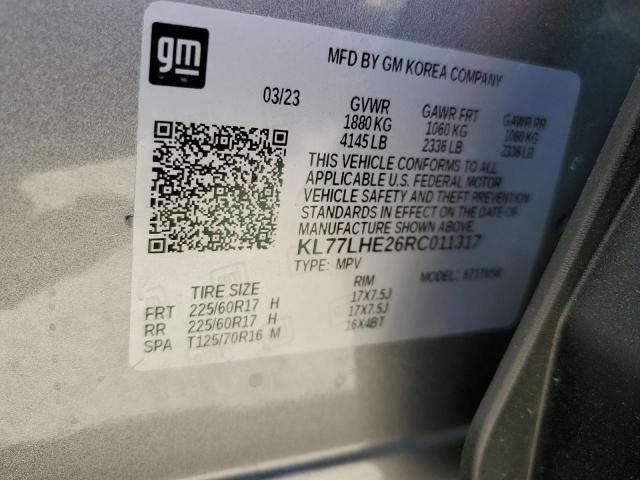 gm
MFD BY GM KOREA COMPANY
03/23
GVWR GAWR FRT GAWR RR
1880 KG 1060 KG 1060 KG
4145 LB 2336 LB 2336 LB
THIS VEHICLE CONFORMS TO ALL
APPLICABLE U.S. FEDERAL MOTOR
VEHICLE SAFETY AND THEFT PREVENTION
STANDARDS IN EFFECT ON THE DATE OF
MANUFACTURE SHOWN ABOVE.
KL77LHE26RC011317
TYPE: MPV MODEL:
TIRE SIZE RIM
FRT 225/60R17 H 17X7.5J
RR 225/60R17 H 17X7.5J
SPA T125/70R16 M 16X4BT